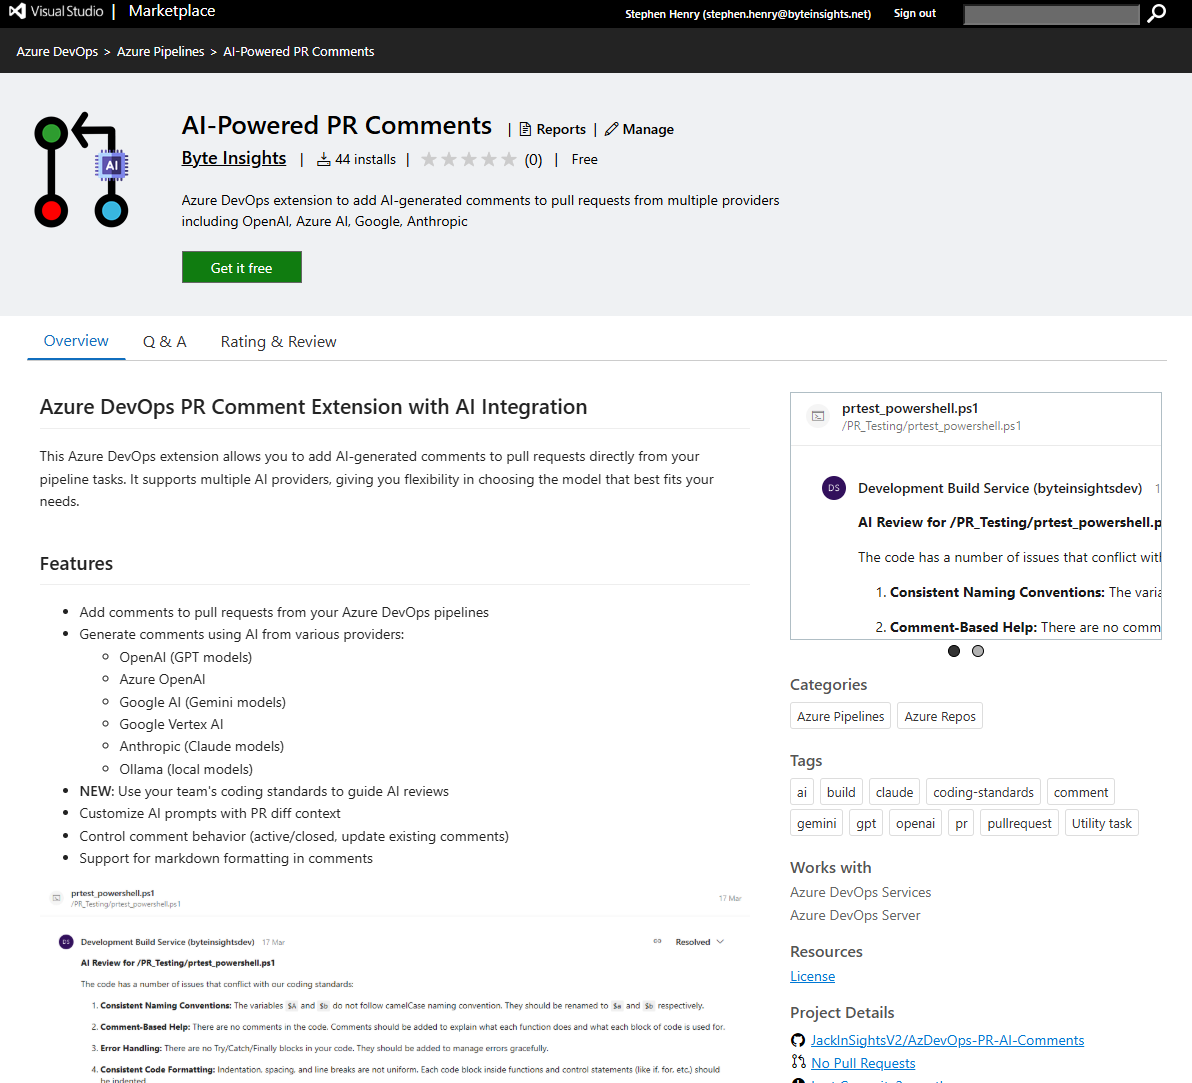 Visual Studio | Marketplace
Stephen Henry (stephen.henry@byteinsights.net) Sign out
Azure DevOps > Azure Pipelines > AI-Powered PR Comments
AI
AI-Powered PR Comments | Reports | Manage
Byte Insights | 44 installs | (0) | Free
Azure DevOps extension to add AI-generated comments to pull requests from multiple providers
including OpenAI, Azure AI, Google, Anthropic
Get it free
Overview Q & A Rating & Review
Azure DevOps PR Comment Extension with AI Integration
This Azure DevOps extension allows you to add AI-generated comments to pull requests directly from your
pipeline tasks. It supports multiple AI providers, giving you flexibility in choosing the model that best fits your
needs.
Features
Add comments to pull requests from your Azure DevOps pipelines
Generate comments using AI from various providers:
OpenAI (GPT models)
Azure OpenAI
Google AI (Gemini models)
Google Vertex AI
Anthropic (Claude models)
Ollama (local models)
NEW: Use your team's coding standards to guide AI reviews
Customize AI prompts with PR diff context
Control comment behavior (active/closed, update existing comments)
Support for markdown formatting in comments
prtest_powershell.ps1
/PR_Testing/prtest_powershell.ps1
17 Mar
DS Development Build Service (byteinsightsdev) 17 Mar Resolved
AI Review for /PR_Testing/prtest_powershell.ps1
The code has a number of issues that conflict with our coding standards:
1. Consistent Naming Conventions: The variables $A and $b do not follow camelCase naming convention. They should be renamed to $a and $b respectively.
2. Comment-Based Help: There are no comments in the code. Comments should be added to explain what each function does and what each block of code is used for.
3. Error Handling: There are no Try/Catch/Finally blocks in your code. They should be added to manage errors gracefully.
4. Consistent Code Formatting: Indentation, spacing, and line breaks are not uniform. Each code block inside functions and control statements (like if, for, etc.) should
be indented.
prtest_powershell.ps1
/PR_Testing/prtest_powershell.ps1
DS Development Build Service (byteinsightsdev) 1
AI Review for /PR_Testing/prtest_powershell.p
The code has a number of issues that conflict wit
1. Consistent Naming Conventions: The varia
2. Comment-Based Help: There are no comm
Categories
Azure Pipelines Azure Repos
Tags
ai build claude coding-standards comment
gemini gpt openai pr pullrequest Utility task
Works with
Azure DevOps Services
Azure DevOps Server
Resources
License
Project Details
JackInSightsV2/AzDevOps-PR-AI-Comments
No Pull Requests